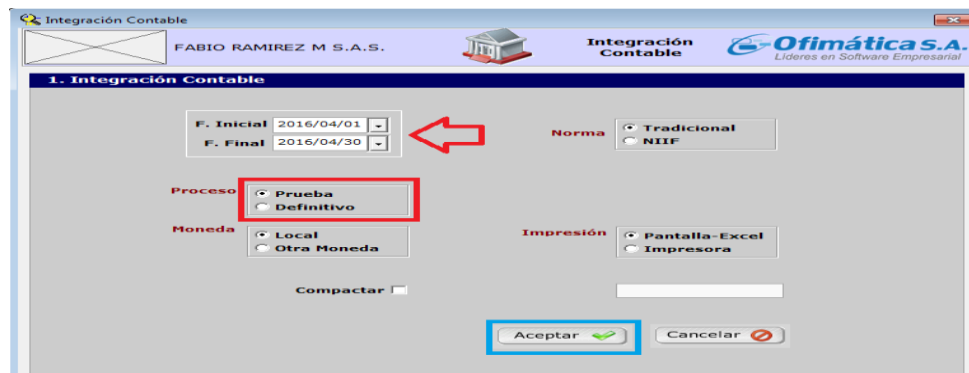 Integración Contable
FABIO RAMIREZ M S.A.S.
Integración
Contable
Ofimática S.A.
Líderes en Software Empresarial
1. Integración Contable
F. Inicial 2016/04/01
F. Final 2016/04/30
Norma
Tradicional
NIIF
Proceso
Prueba
Definitivo
Moneda
Local
Otra Moneda
Impresión
Pantalla-Excel
Impresora
Compactar
Aceptar
Cancelar